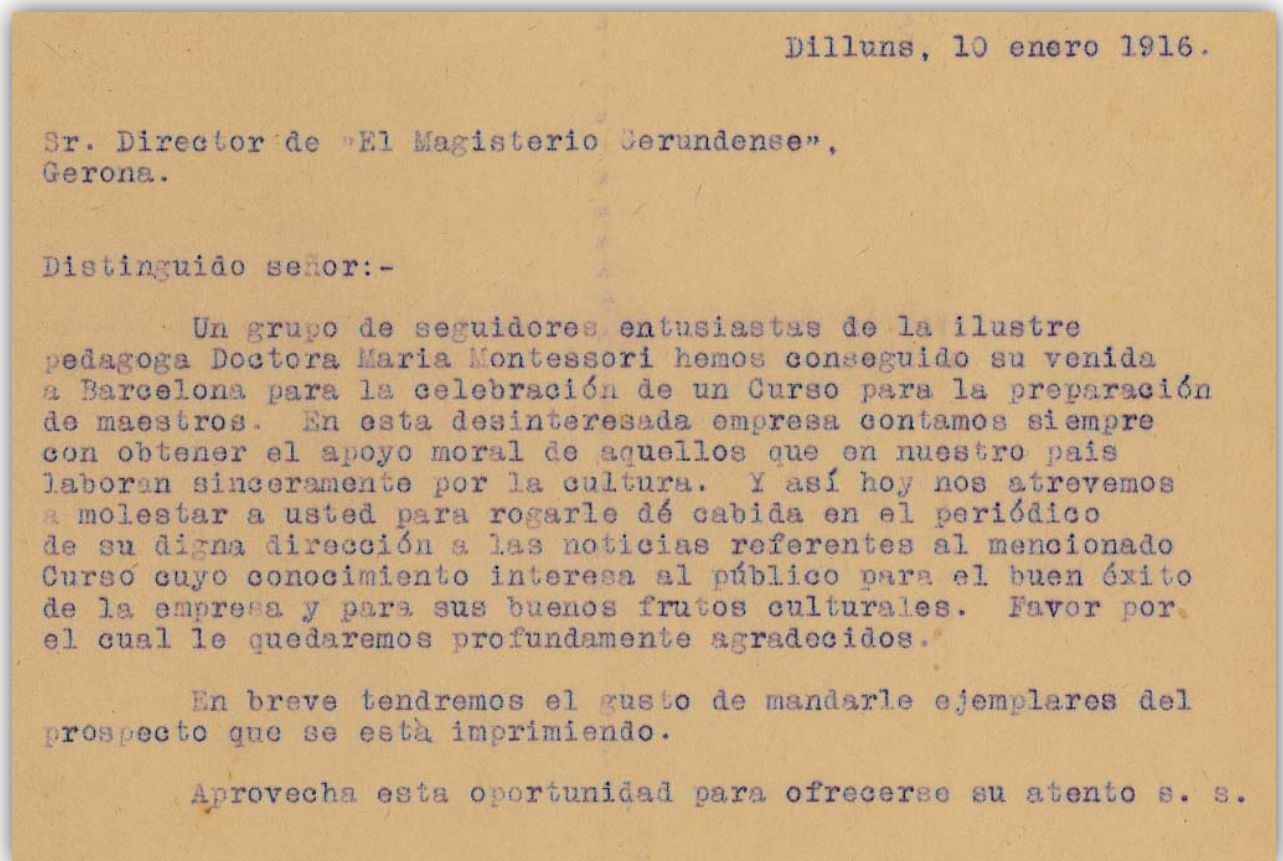 Dilluns, 10 enero 1916.
Sr. Director de "El Magisterio Gerundense",
Gerona.
Distinguido señor:-
Un grupo de seguidores entusiastas de la ilustre
pedagoga Doctora Maria Montessori hemos conseguido su venida
a Barcelona para la celebración de un Curso para la preparación
de maestros. En esta desinteresada empresa contamos siempre
con obtener el apoyo moral de aquellos que en nuestro pais
laboran sinceramente por la cultura. Y así hoy nos atrevemos
a molestar a usted para rogarle dé cabida en el periódico
de su digna dirección a las noticias referentes al mencionado
Curso cuyo conocimiento interesa al público para el buen éxito
de la empresa y para sus buenos frutos culturales. Favor por
el cual le quedaremos profundamente agradecidos.
En breve tendremos el gusto de mandarle ejemplares del
prospecto que se està imprimiendo.
Aprovecha esta oportunidad para ofrecerse su atento s. s.